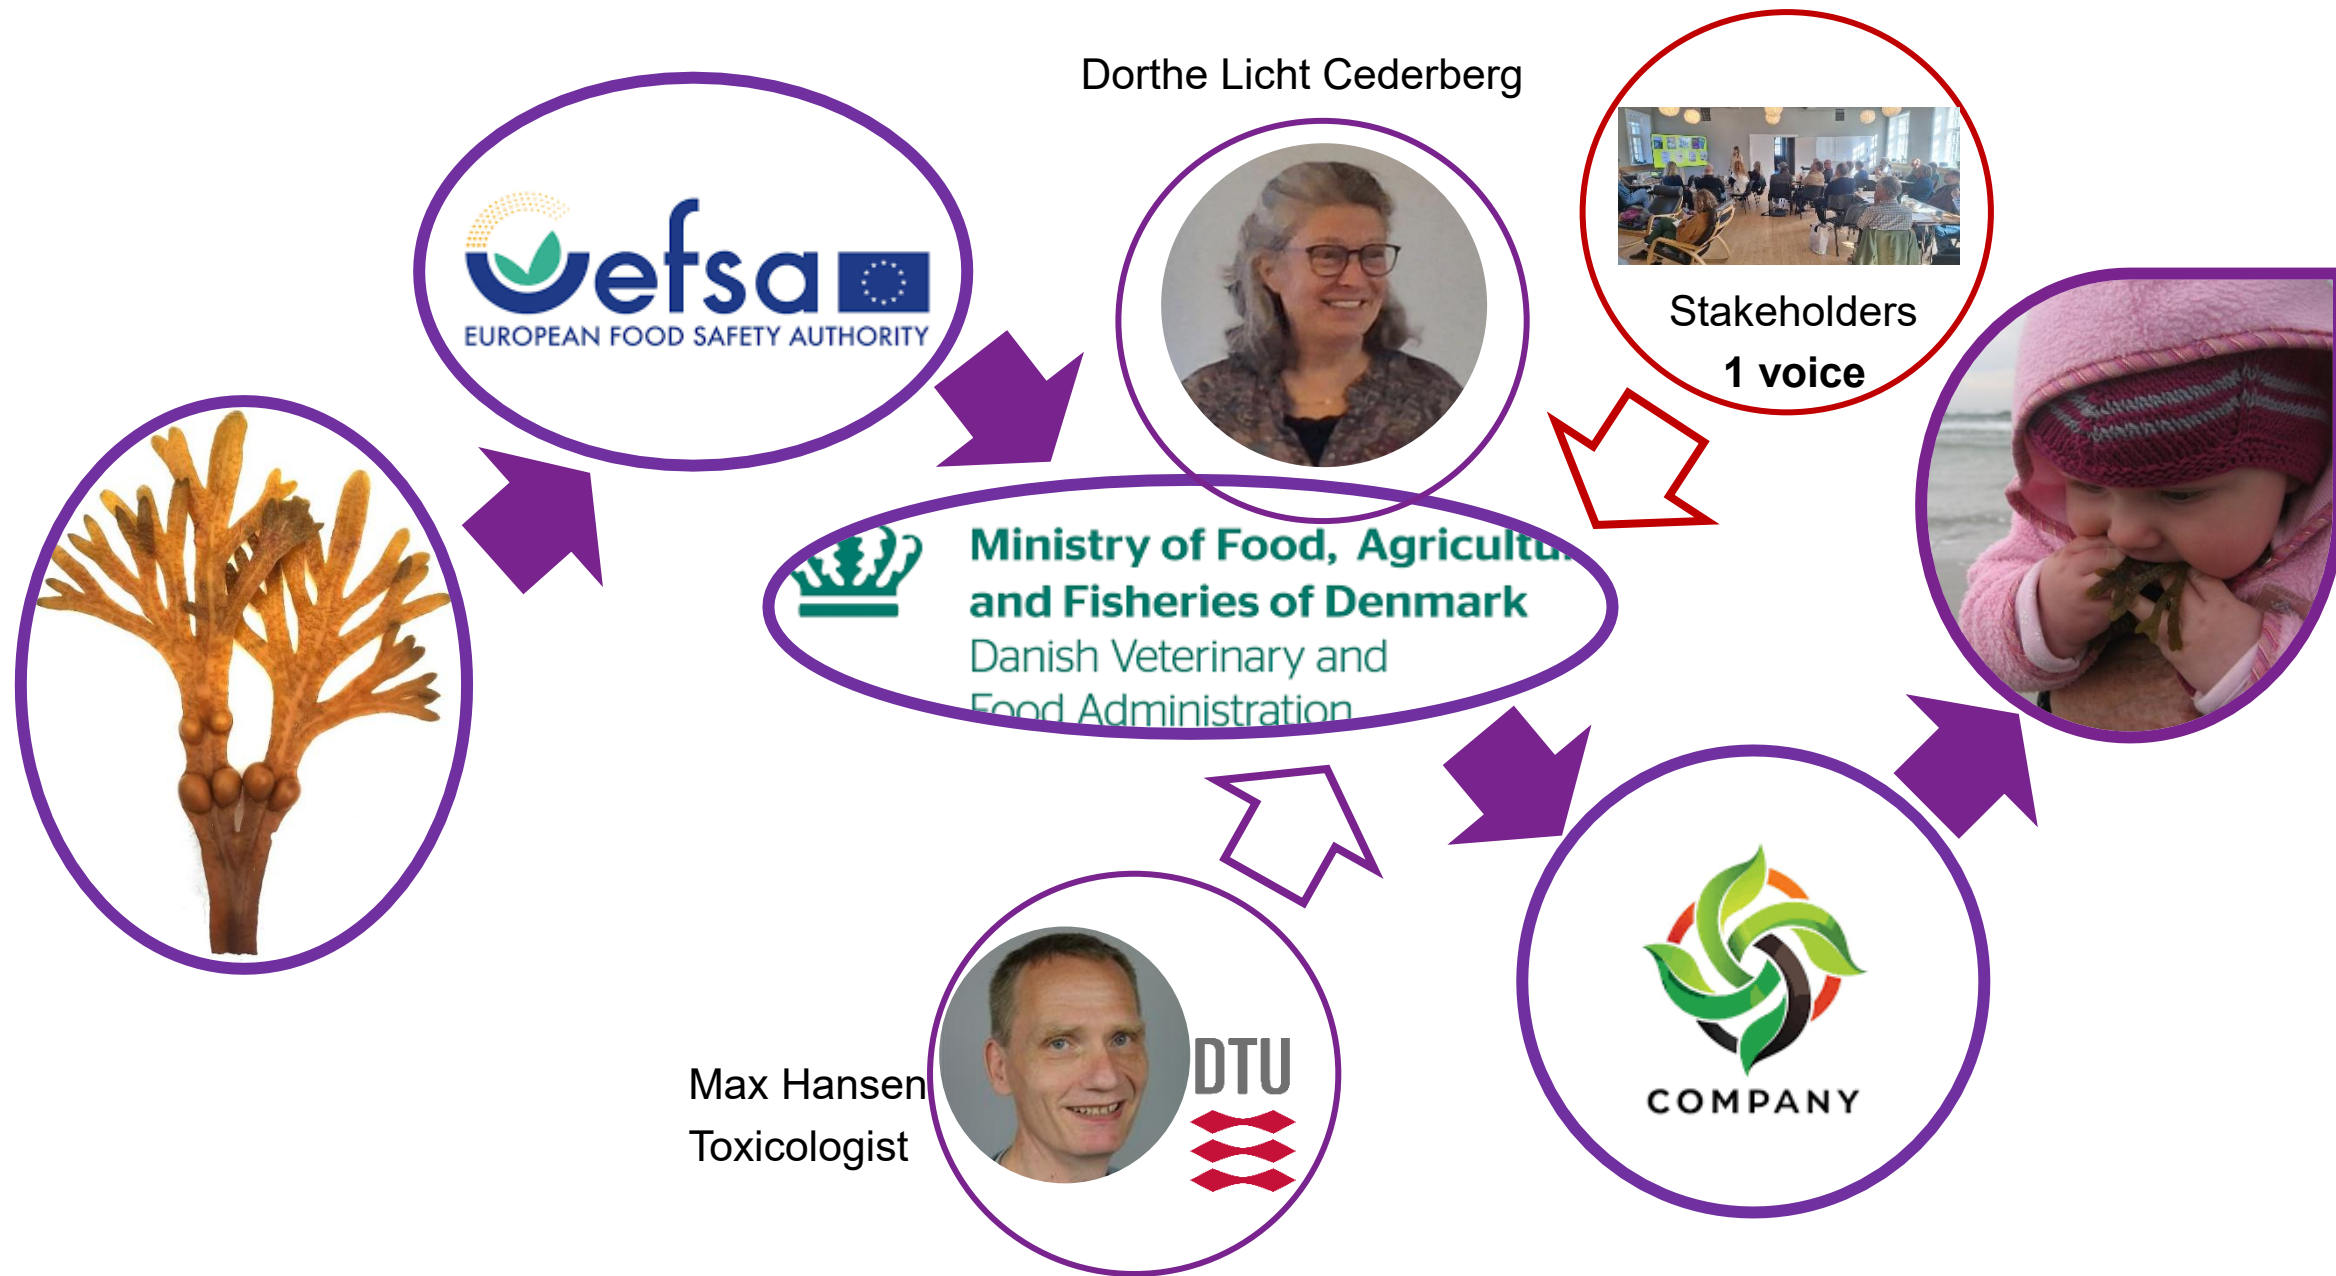 Dorthe Licht Cederberg
efsa
EUROPEAN FOOD SAFETY AUTHORITY
Stakeholders
1 voice
Ministry of Food, Agricultu
and Fisheries of Denmark
Danish Veterinary and
Food Administration
Max Hansen
Toxicologist
DTU
COMPANY